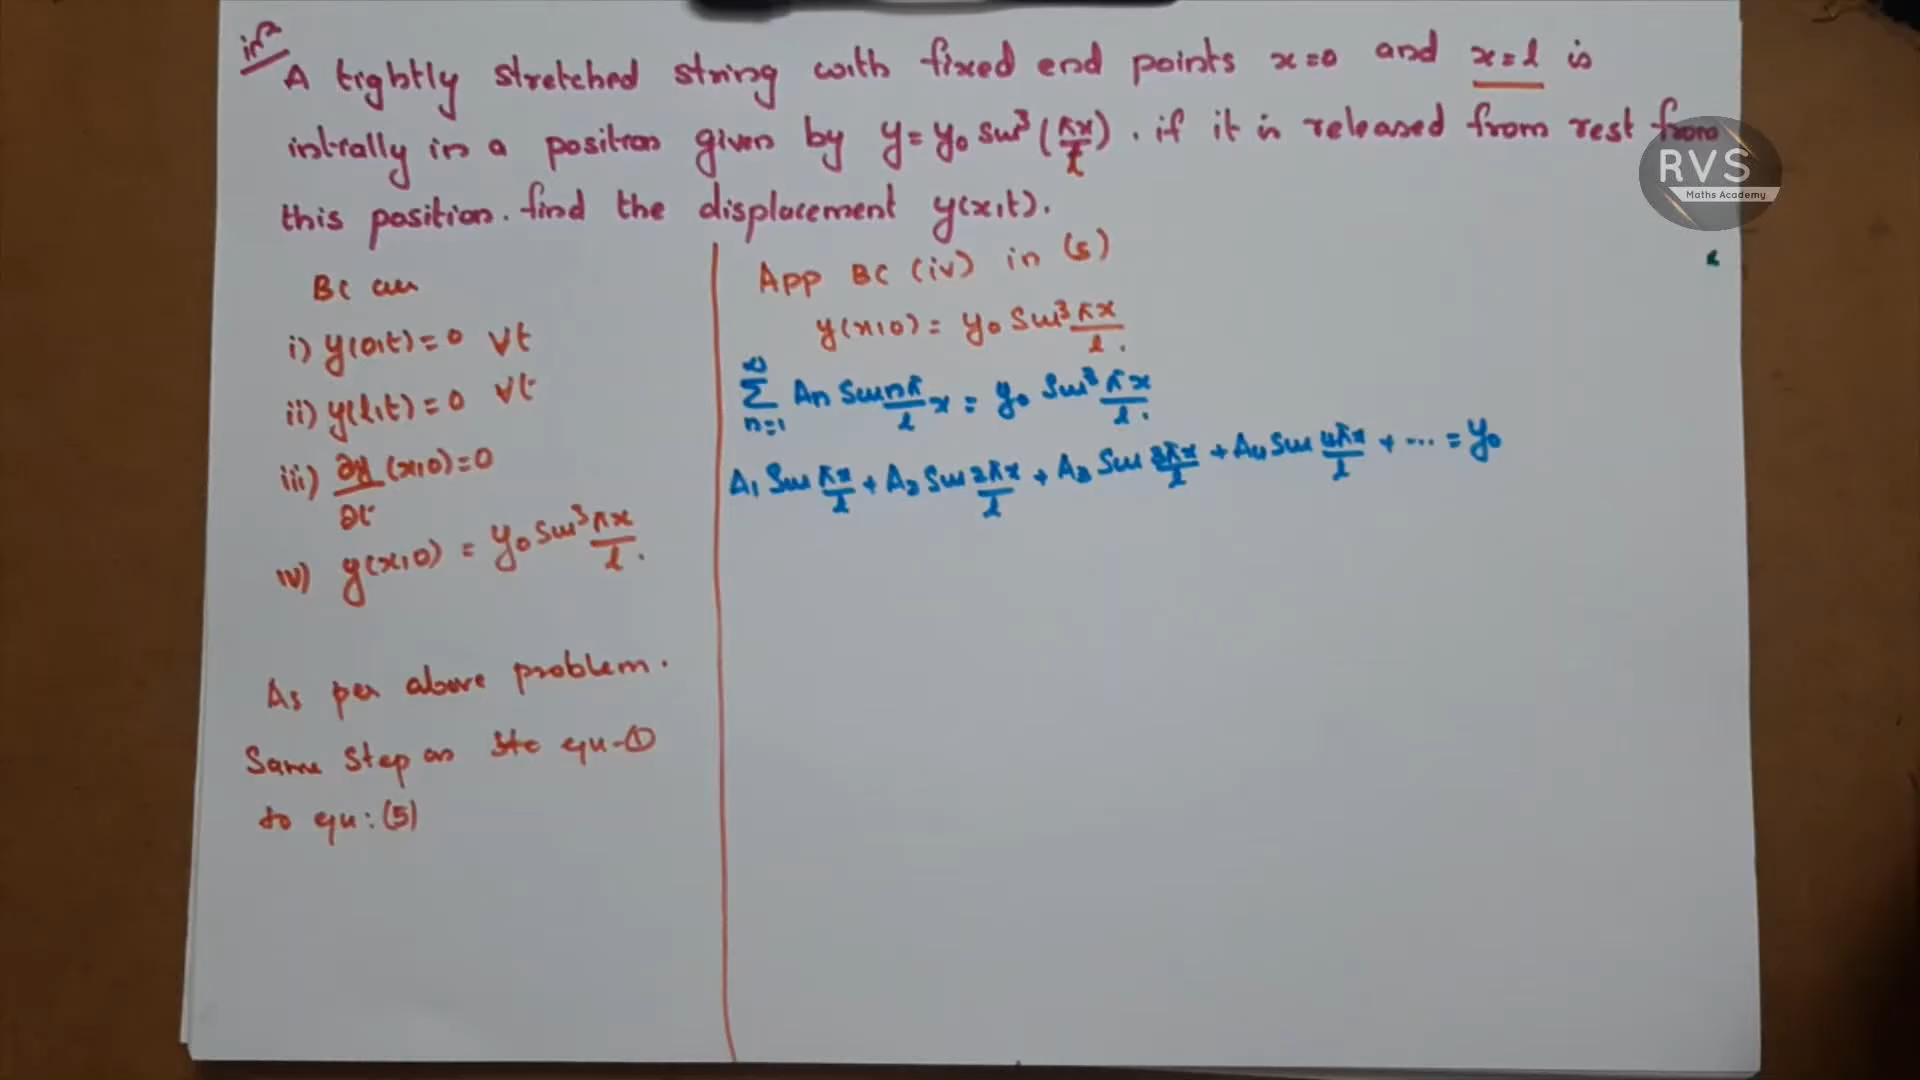 A tightly stretched string with fixed end points x=0 and x=l is
intrally in a position given by y=y₀ sin³(πx/l). if it is released from rest from
this position. find the displacement y(x,t).
RVS
Maths Academy
BC are
i) y(0,t)=0 ∀t
ii) y(l,t)=0 ∀t
iii) ∂y/∂t (x,0)=0
iv) y(x,0) = y₀ sin³ πx/l.
As per above problem.
Same step as equ-①
to equ:(5)
App BC (iv) in (5)
y(x,0) = y₀ sin³ πx/l.
∞ Σ n=1 An sin nπ/l x = y₀ sin³ πx/l.
A₁ sin πx/l + A₂ sin 2πx/l + A₃ sin 3πx/l + A₄ sin 4πx/l + ... = y₀